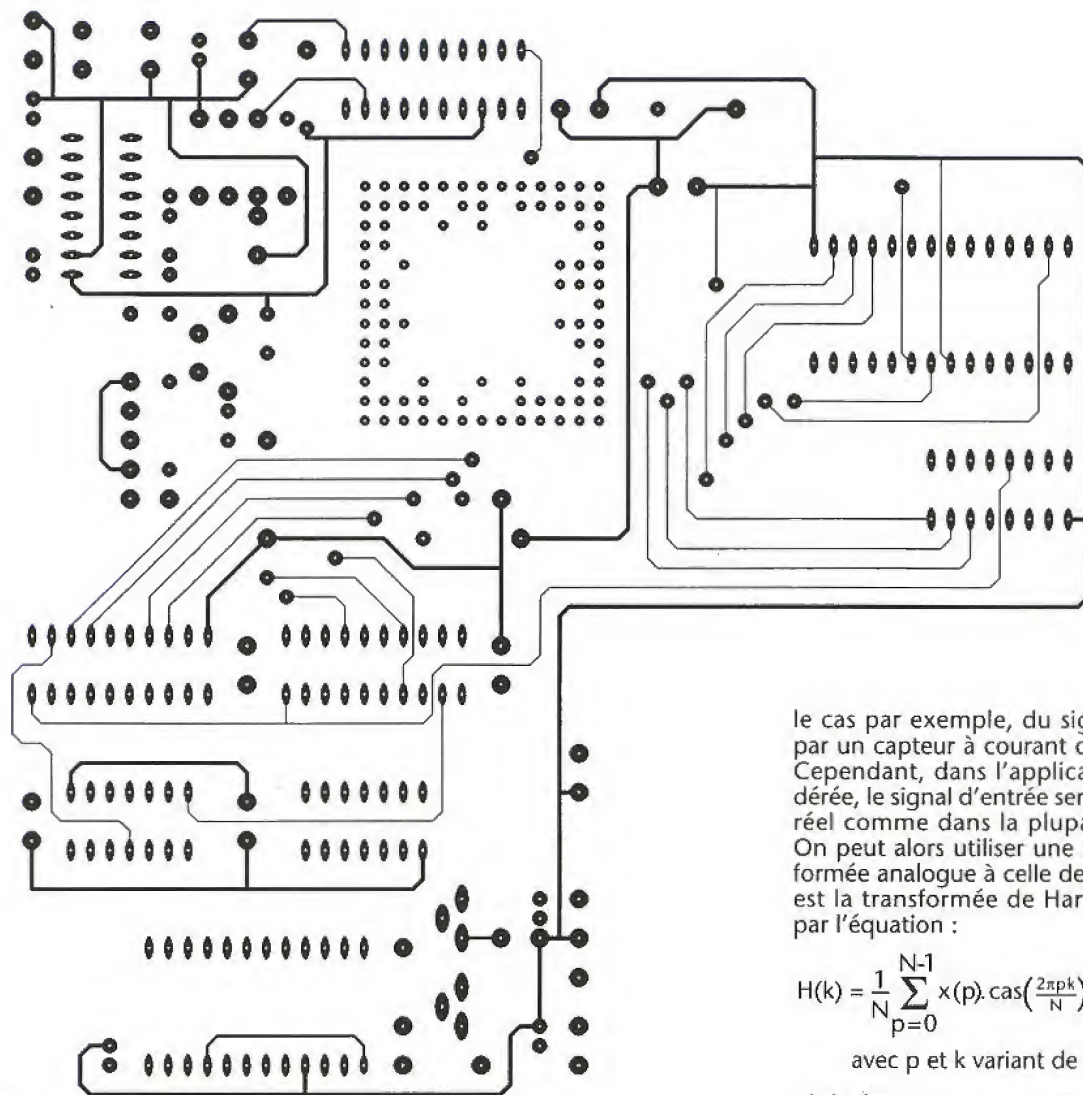 le cas par exemple, du sig
par un capteur à courant c
Cependant, dans l'applica
dérée, le signal d'entrée ser
réel comme dans la plupa
On peut alors utiliser une
formée analogue à celle de
est la transformée de Har
par l'équation :
H(k) = 1/N ∑_{p=0}^{N-1} x(p). cas(2πpk/N)
avec p et k variant de